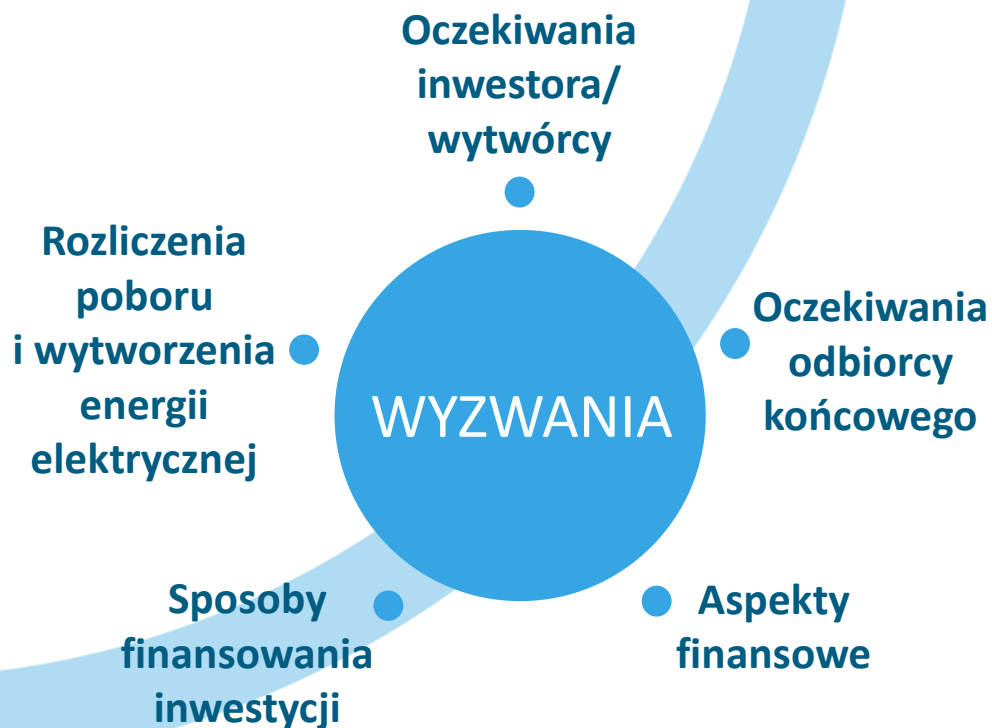 Oczekiwania
inwestora/
wytwórcy
Rozliczenia
poboru
i wytworzenia
energii
elektrycznej
WYZWANIA
Oczekiwania
odbiorcy
końcowego
Sposoby
finansowania
inwestycji
Aspekty
finansowe